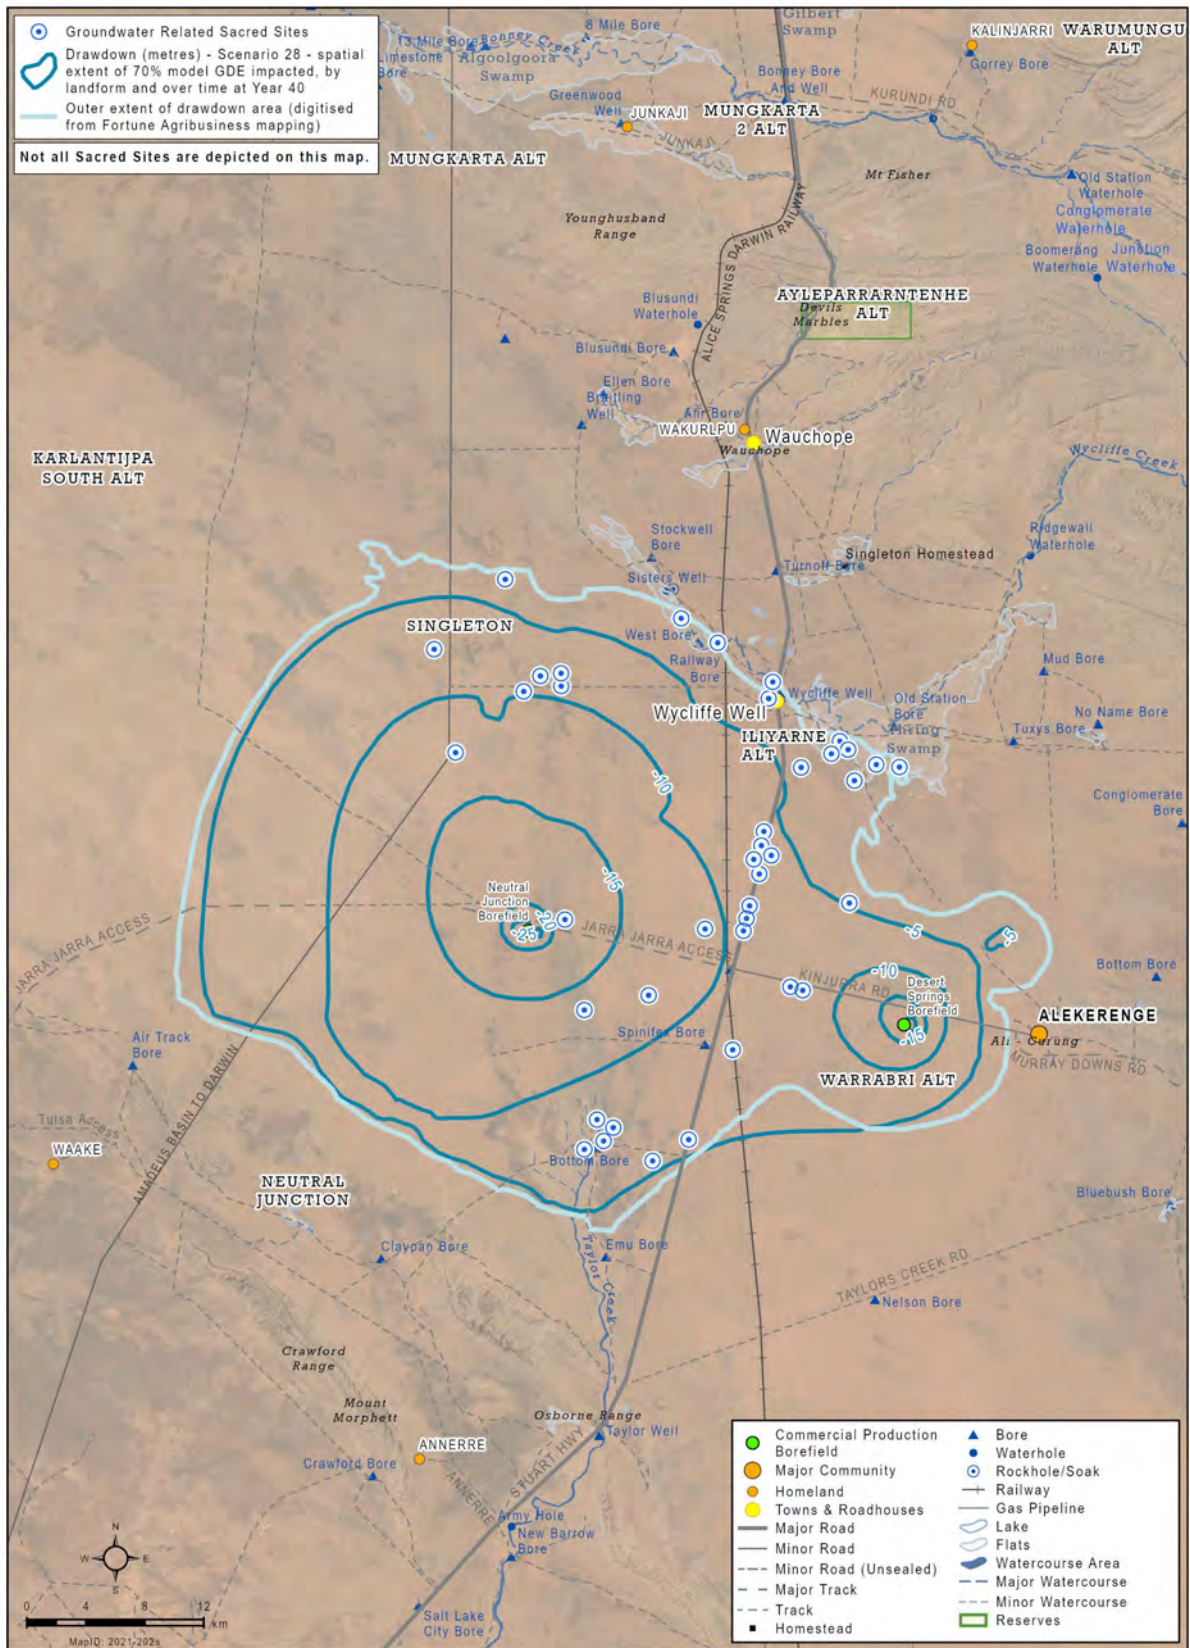 Groundwater Related Sacred Sites
Drawdown (metres) - Scenario 28 - spatial
extent of 70% model GDE impacted, by
landform and over time at Year 40
Outer extent of drawdown area (digitised
from Fortune Agribusiness mapping)
Not all Sacred Sites are depicted on this map.
Gilbert
Swamp
8 Mile Bore
13 Mile Bore
Bonney Creek
Limestone
Bore
Algoolgoora
Swamp
KALINJARRI
WARUMUNGU
ALT
Gorrey Bore
Bonney Bore
And Well
Greenwood
Well
JUNKAJI
JUNKAJI
MUNGKARTA
2 ALT
KURUNDI RD
MUNGKARTA ALT
Mt Fisher
Old Station
Waterhole
Conglomerate
Waterhole
Younghusband
Range
Boomerang
Waterhole
Junction
Waterhole
ALICE SPRINGS DARWIN RAILWAY
AYLEPARRARNTENHE
ALT
Devils
Marbles
Blusundi
Waterhole
Blusundi Bore
Ellen Bore
Braitling
Well
WAKURLPU
Wauchope
Wauchope
KARLANTIJPA
SOUTH ALT
Wycliffe Creek
Stockwell
Bore
Ridgewall
Waterhole
Singleton Homestead
Turnoff Bore
Sisters Well
SINGLETON
West Bore
Railway
Bore
Mud Bore
Wycliffe Well
Old Station
Bore
Wycliffe Well
No Name Bore
Tuxys Bore
Swamp
ILIYARNE
ALT
-10
Conglomerate
Bore
-15
Neutral
Junction
Borefield
-20
-25
JARRA JARRA ACCESS
JARRA JARRA ACCESS
-5
-5
-10
KINJURRA RD
Desert
Springs
Borefield
-15
Bottom Bore
ALEKERENGE
Ali - Curung
MURRAY DOWNS RD
Spinifex Bore
Air Track
Bore
WARRABRI ALT
AMADEUS BASIN TO DARWIN
Tulsa Access
WAAKE
Bottom Bore
NEUTRAL
JUNCTION
Bluebush Bore
Claypan Bore
Taylor Creek
Emu Bore
TAYLORS CREEK RD
Nelson Bore
Crawford
Range
Mount
Morphett
Osborne Range
Taylor Well
ANNERRE
Crawford Bore
ANNERRE
STUART HWY
Army Hole
New Barrow
Bore
Salt Lake
City Bore
N
W
E
S
0 4 8 12
km
MapID: 2021-202s
Commercial Production
Borefield
Major Community
Homeland
Towns & Roadhouses
Major Road
Minor Road
Minor Road (Unsealed)
Major Track
Track
Homestead
Bore
Waterhole
Rockhole/Soak
Railway
Gas Pipeline
Lake
Flats
Watercourse Area
Major Watercourse
Minor Watercourse
Reserves